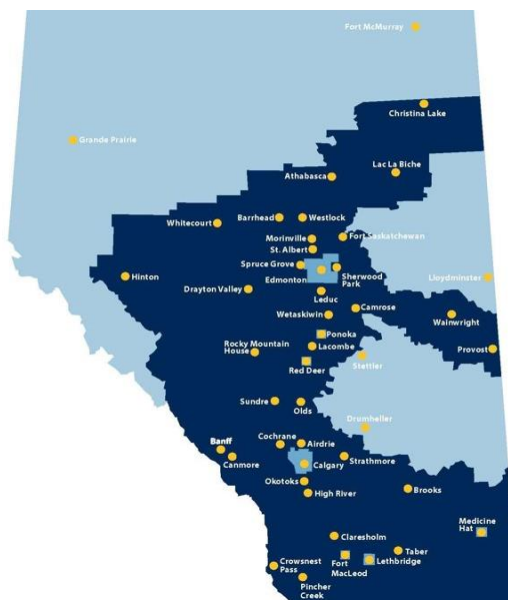 Fort McMurray
Christina Lake
Grande Prairie
Lac La Biche
Athabasca
Barrhead
Westlock
Whitecourt
Morinville
Fort Saskatchewan
St. Albert
Spruce Grove
Hinton
Edmonton
Sherwood
Park
Lloydminster
Drayton Valley
Leduc
Camrose
Wetaskiwin
Wainwright
Ponoka
Rocky Mountain
House
Lacombe
Provost
Red Deer
Stettler
Sundre
Olds
Drumheller
Banff
Cochrane
Airdrie
Canmore
Calgary
Strathmore
Okotoks
High River
Brooks
Medicine
Hat
Claresholm
Taber
Crowsnest
Pass
Fort
MacLeod
Lethbridge
Pincher
Creek